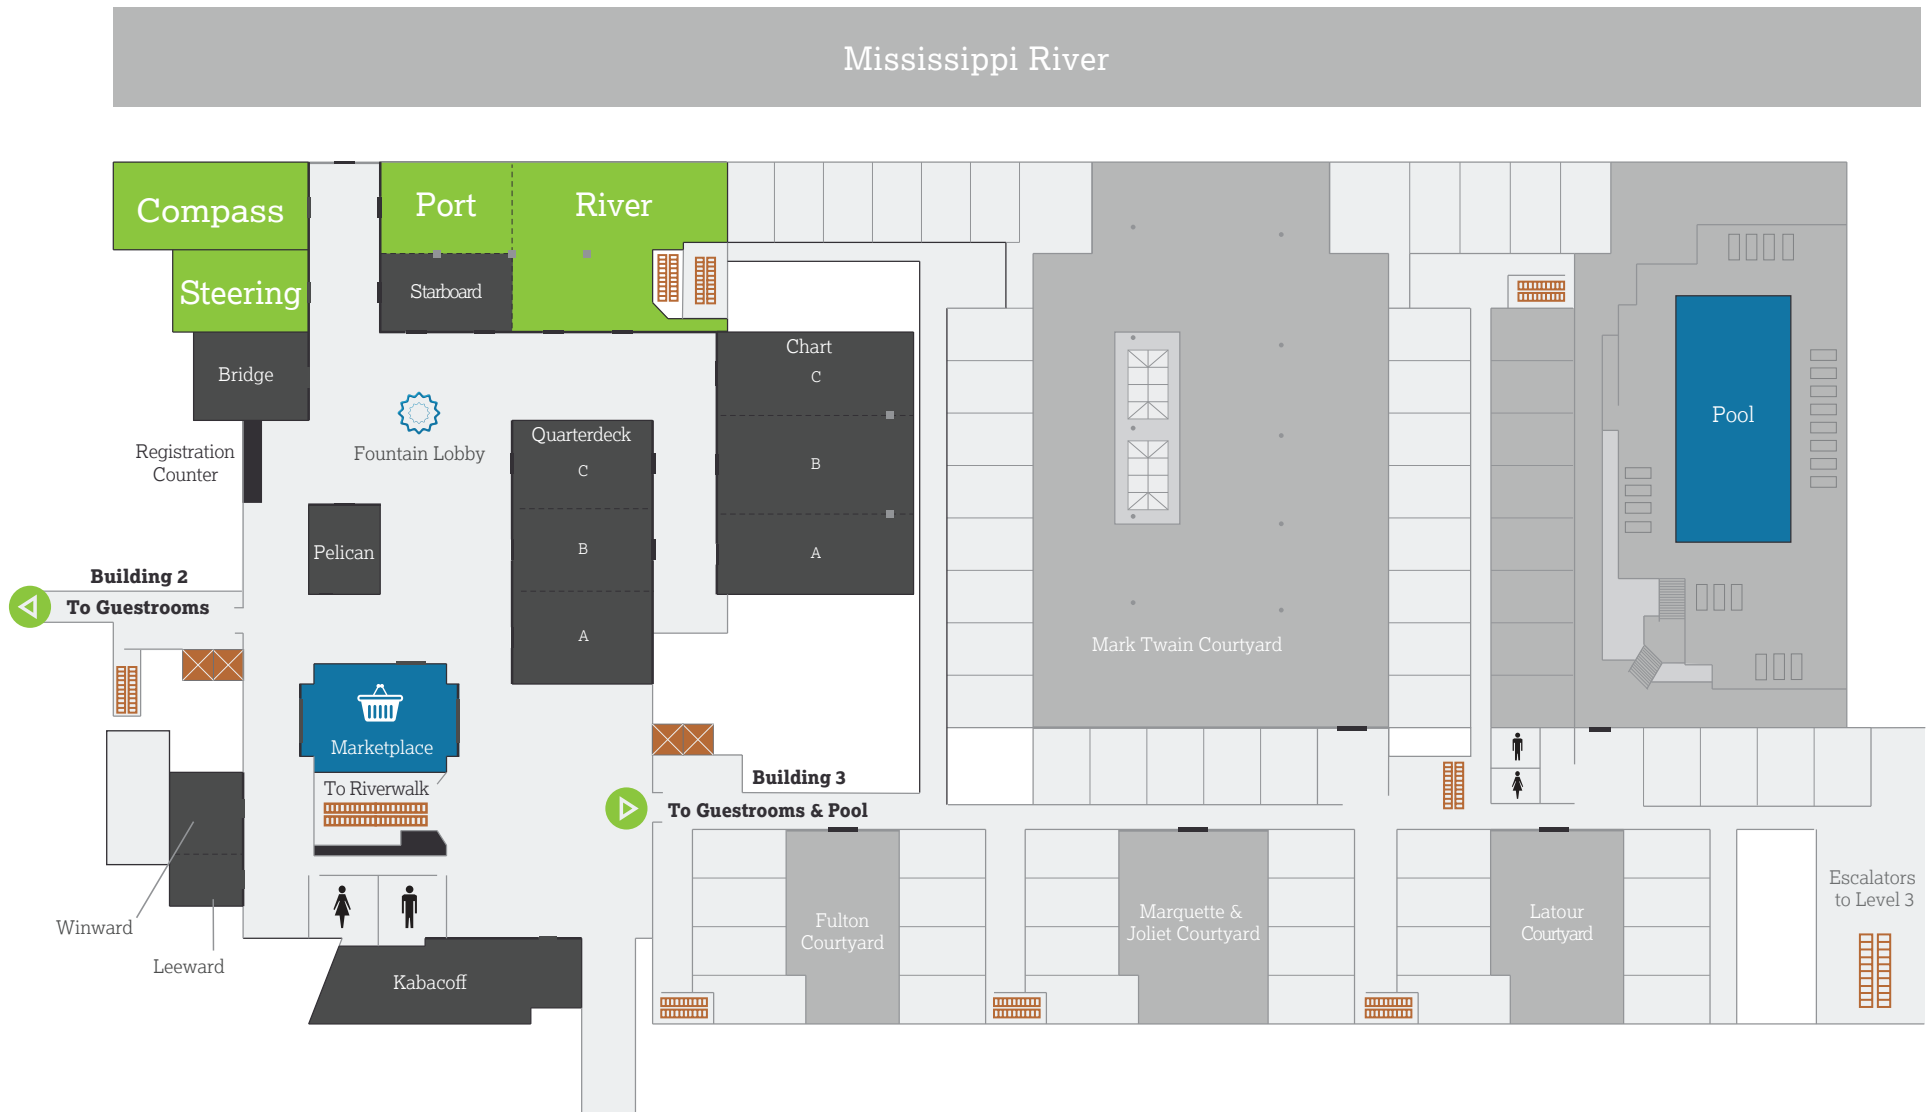 Mississippi River
Compass
Port
River
Steering
Starboard
Bridge
Chart
C
B
A
Registration
Counter
Fountain Lobby
Quarterdeck
C
B
A
Pelican
Pool
Building 2
To Guestrooms
Mark Twain Courtyard
Marketplace
To Riverwalk
Building 3
To Guestrooms & Pool
Winward
Leeward
Kabacoff
Fulton
Courtyard
Marquette &
Joliet Courtyard
Latour
Courtyard
Escalators
to Level 3